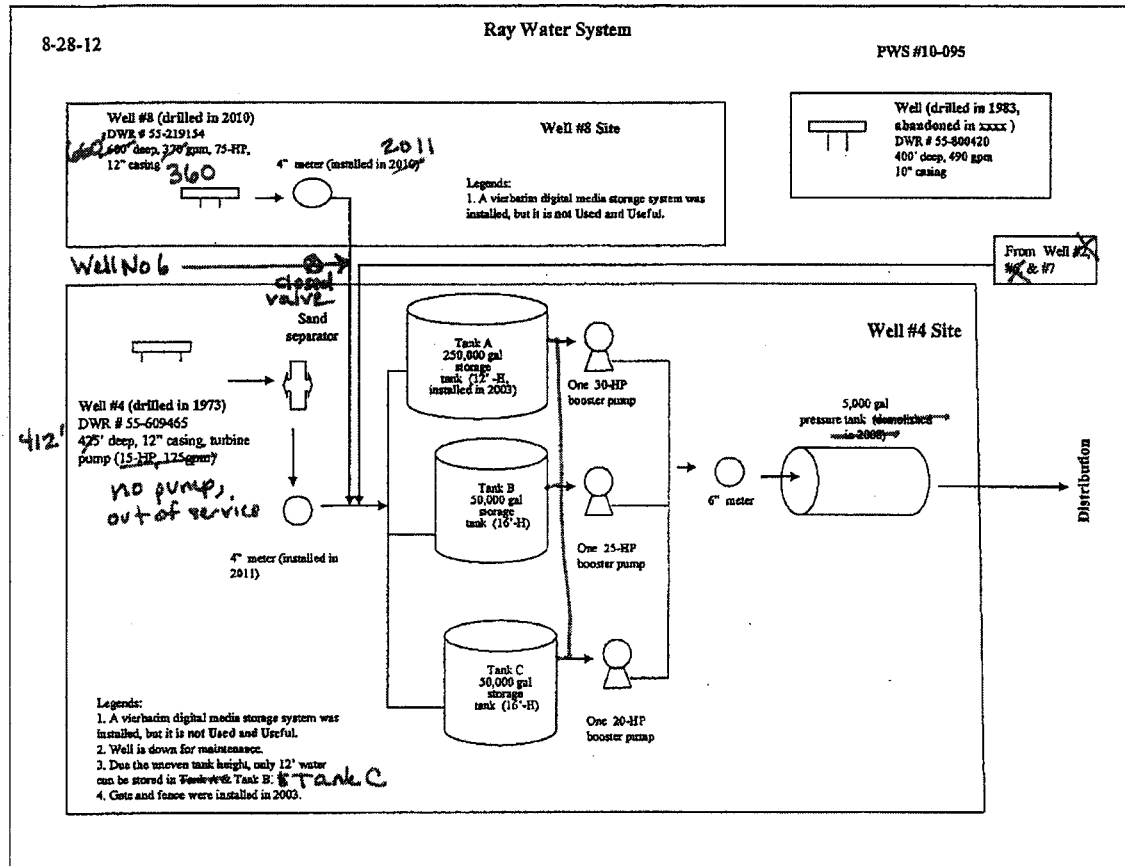 Ray Water System
8-28-12
PWS #10-095
Well #8 (drilled in 2010)
DWR # 55-219154
660' 600' deep, 370 gpm, 75-HP,
12" casing
360
2011
4" meter (installed in 2010)
Well #8 Site
Legends:
1. A vierbatim digital media storage system was
installed, but it is not Used and Useful.
Well (drilled in 1983,
abandoned in xxxx )
DWR # 55-800420
400' deep, 490 gpm
10" casing
Well No 6
closed
valve
From Well #2,
#6, & #7
Well #4 Site
Sand
separator
Well #4 (drilled in 1973)
DWR # 55-609465
412'
425' deep, 12" casing, turbine
pump (15-HP, 125gpm)
no pump,
out of service
4" meter (installed in
2011)
Tank A
250,000 gal
storage
tank (12'-H,
installed in 2003)
One 30-HP
booster pump
Tank B
50,000 gal
storage
tank (16'-H)
One 25-HP
booster pump
Tank C
50,000 gal
storage
tank (16'-H)
One 20-HP
booster pump
6" meter
5,000 gal
pressure tank (demolished
in 2008)
Distribution
Legends:
1. A vierbatim digital media storage system was
installed, but it is not Used and Useful.
2. Well is down for maintenance.
3. Due the uneven tank height, only 12' water
can be stored in Tank A & Tank B. & Tank C
4. Gate and fence were installed in 2003.